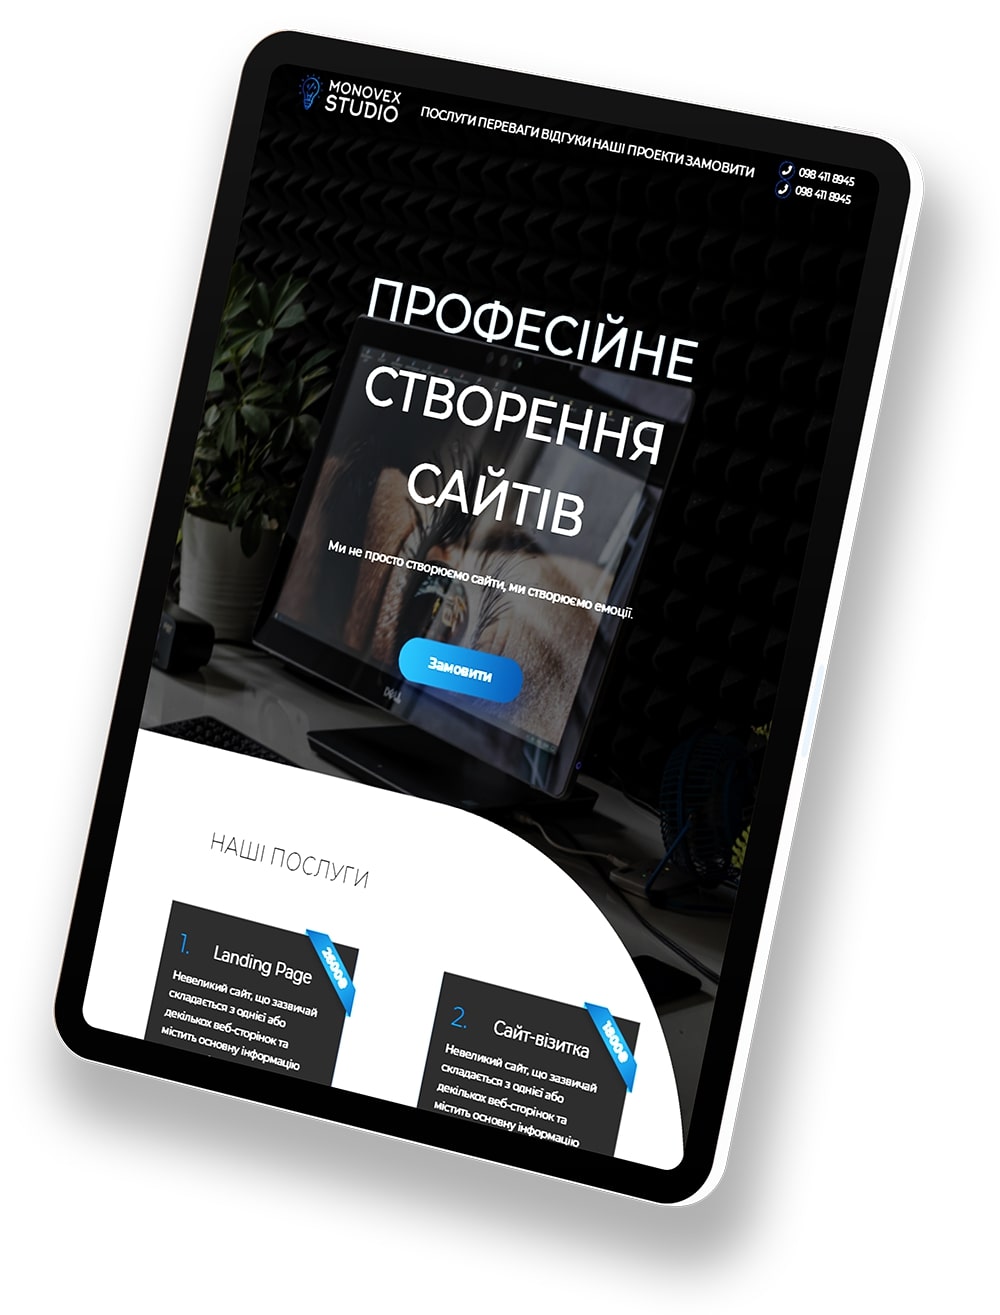 MONOVEX
STUDIO
ПОСЛУГИ ПЕРЕВАГИ ВІДГУКИ НАШІ ПРОЕКТИ ЗАМОВИТИ
098 411 8945
098 411 8945
ПРОФЕСІЙНЕ
СТВОРЕННЯ
САЙТІВ
Ми не просто створюємо сайти, ми створюємо емоції.
Замовити
DELL
НАШІ ПОСЛУГИ
1. Landing Page
2500₴
Невеликий сайт, що зазвичай
складається з однієї або
декількох веб-сторінок та
містить основну інформацію
2. Сайт-візитка
1800₴
Невеликий сайт, що зазвичай
складається з однієї або
декількох веб-сторінок та
містить основну інформацію